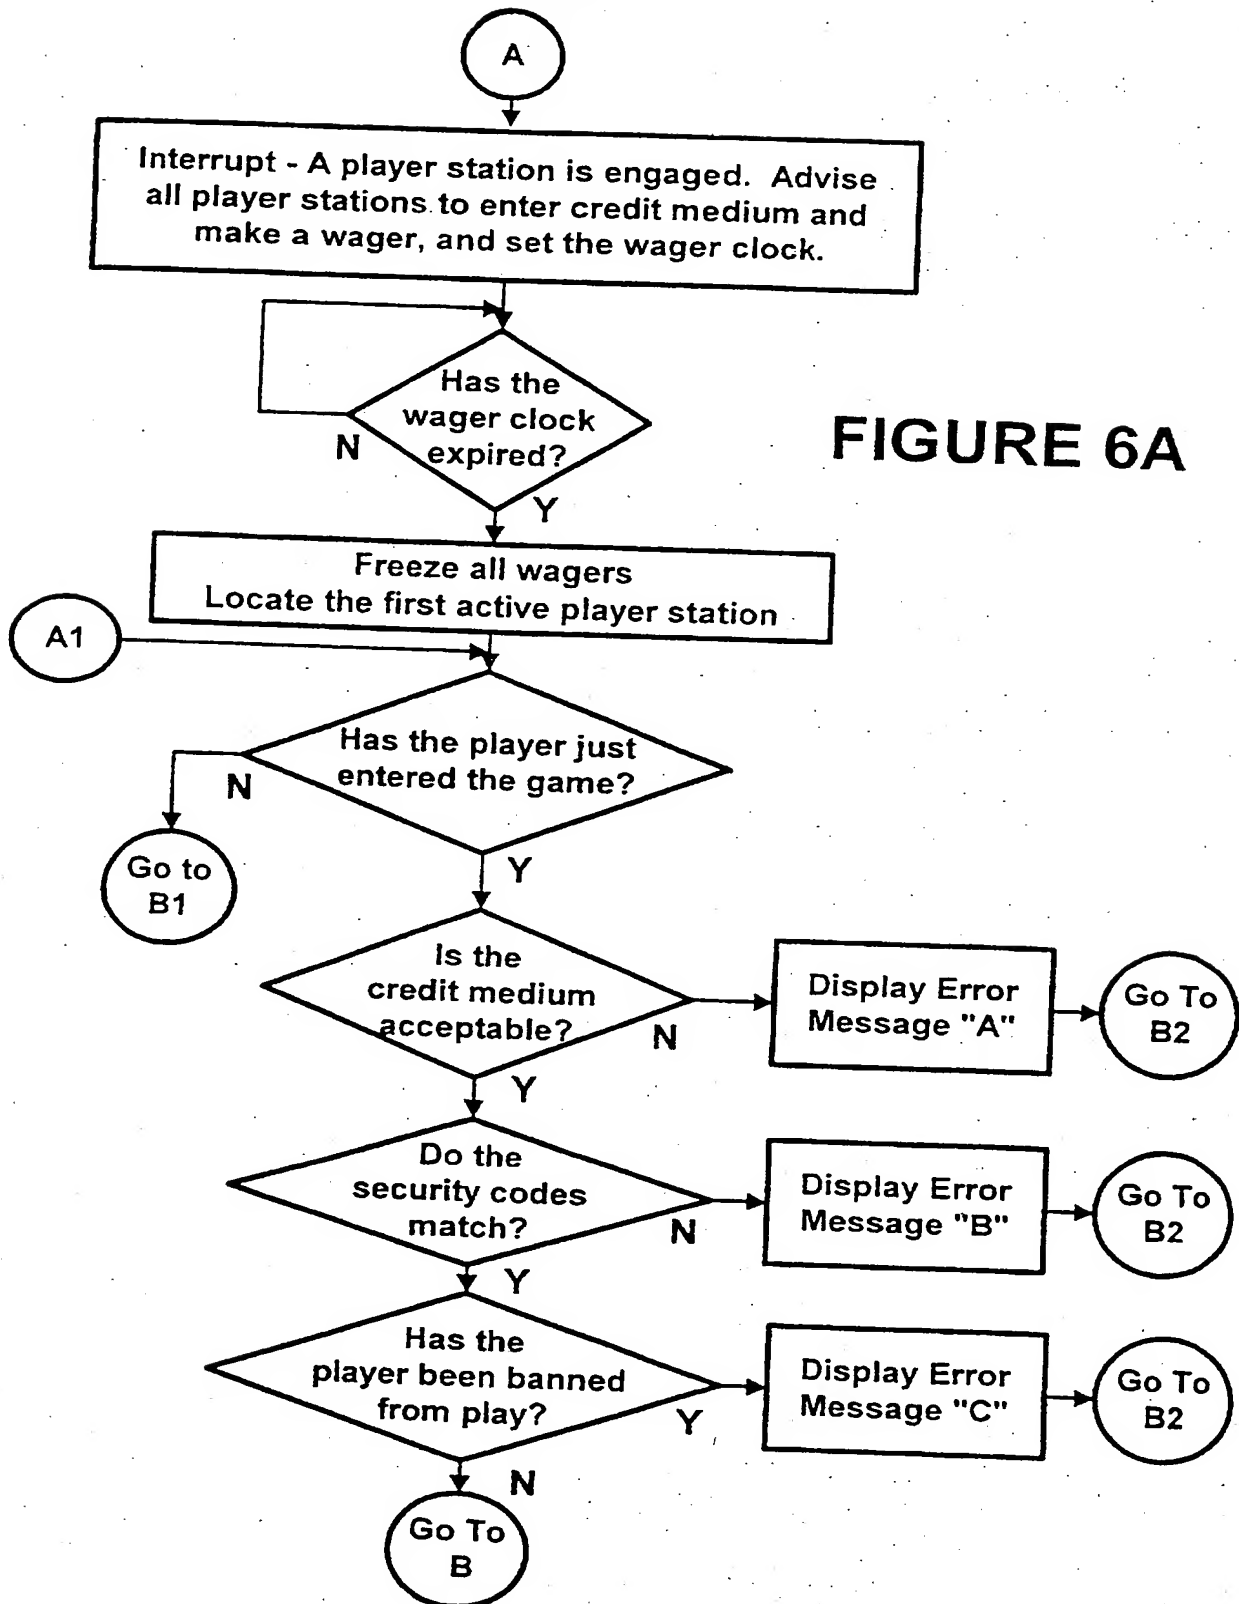 A
Interrupt - A player station is engaged. Advise
all player stations to enter credit medium and
make a wager, and set the wager clock.
Has the
wager clock
expired?
N
Y
FIGURE 6A
Freeze all wagers
Locate the first active player station
A1
Has the player just
entered the game?
N
Y
Go to
B1
Is the
credit medium
acceptable?
N
Y
Display Error
Message "A"
Go To
B2
Do the
security codes
match?
N
Y
Display Error
Message "B"
Go To
B2
Has the
player been banned
from play?
Y
N
Display Error
Message "C"
Go To
B2
Go To
B